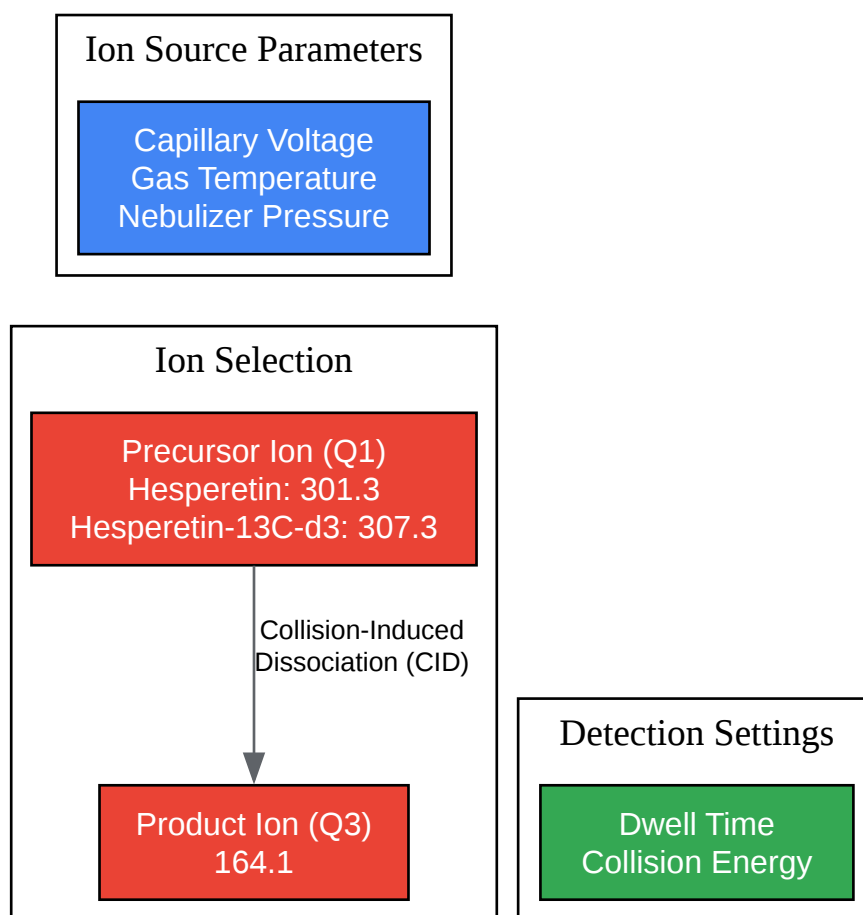 Ion Source Parameters
Capillary Voltage
Gas Temperature
Nebulizer Pressure
Ion Selection
Precursor Ion (Q1)
Hesperetin: 301.3
Hesperetin-13C-d3: 307.3
Collision-Induced
Dissociation (CID)
Product Ion (Q3)
164.1
Detection Settings
Dwell Time
Collision Energy